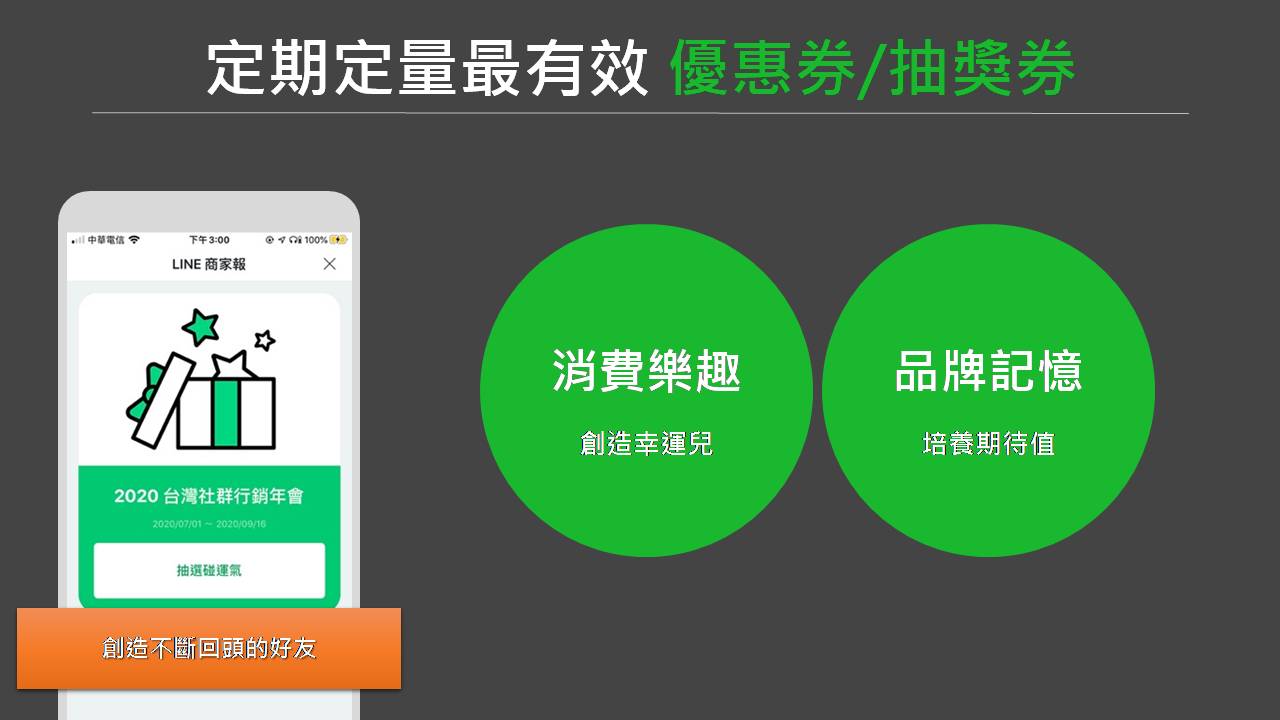 定期定量最有效 優惠券/抽獎券
中華電信 下午3:00 100%
LINE 商家報
2020 台灣社群行銷年會
2020/07/01 ~ 2020/09/16
抽選碰運氣
創造不斷回頭的好友
消費樂趣
創造幸運兒
品牌記憶
培養期待值